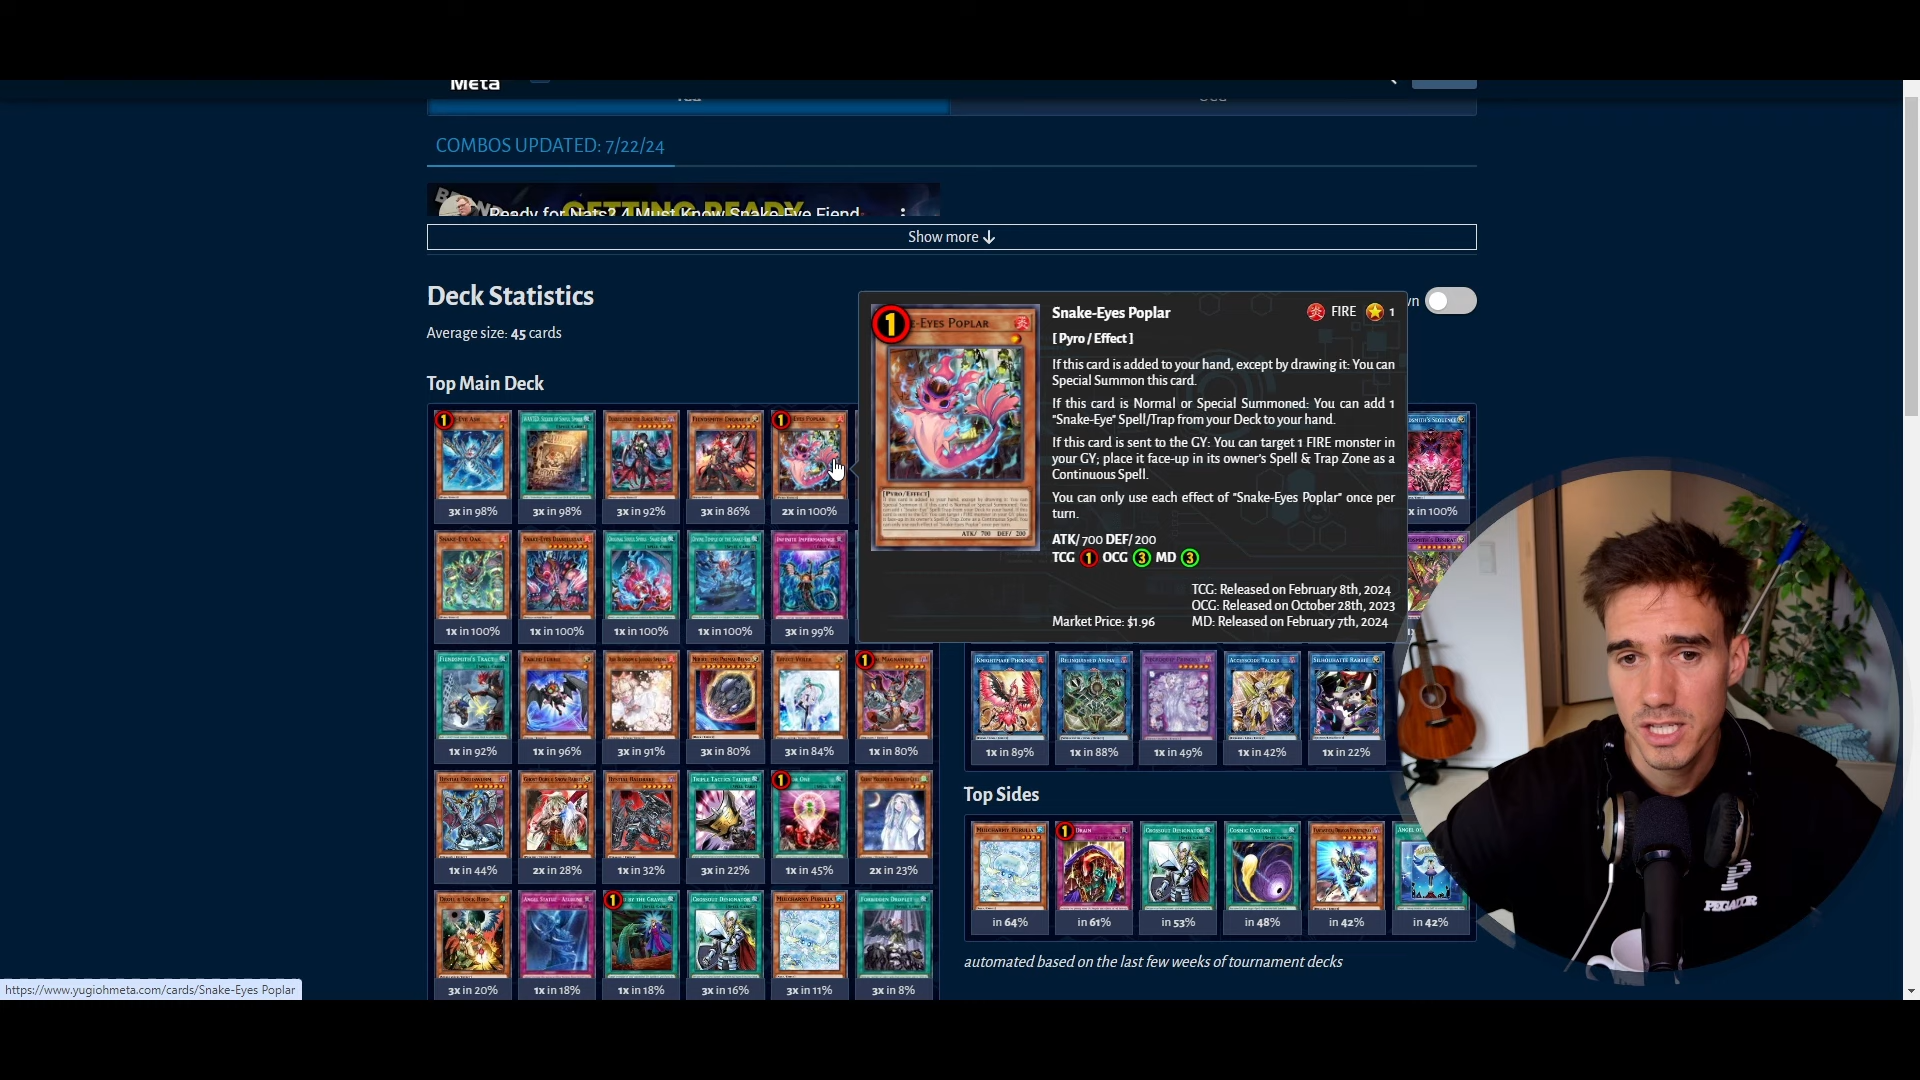 Meta
COMBOS UPDATED: 7/22/24
Ready for Nats? 4 Must Know Snake-Eye Fiend
GETTING READY
Show more ↓
Deck Statistics
Average size: 45 cards
Top Main Deck
3x in 98%
3x in 98%
3x in 92%
3x in 86%
2x in 100%
1x in 100%
1x in 100%
1x in 100%
1x in 100%
3x in 99%
1x in 92%
1x in 96%
3x in 91%
3x in 80%
3x in 84%
1x in 80%
1x in 44%
2x in 28%
1x in 32%
3x in 22%
1x in 45%
2x in 23%
3x in 20%
1x in 18%
1x in 18%
3x in 16%
3x in 11%
3x in 8%
1
Snake-Eyes Poplar
FIRE 1
[ Pyro / Effect ]
If this card is added to your hand, except by drawing it: You can
Special Summon this card.
If this card is Normal or Special Summoned: You can add 1
"Snake-Eye" Spell/Trap from your Deck to your hand.
If this card is sent to the GY: You can target 1 FIRE monster in
your GY; place it face-up in its owner's Spell & Trap Zone as a
Continuous Spell.
You can only use each effect of "Snake-Eyes Poplar" once per
turn.
ATK/ 700 DEF/ 200
TCG 1 OCG 3 MD 3
TCG: Released on February 8th, 2024
OCG: Released on October 28th, 2023
Market Price: $1.96
MD: Released on February 7th, 2024
x in 100%
1x in 89%
1x in 88%
1x in 49%
1x in 42%
1x in 22%
Top Sides
in 64%
in 61%
in 53%
in 48%
in 42%
in 42%
automated based on the last few weeks of tournament decks
P
PEGADOR
https://www.yugiohmeta.com/cards/Snake-Eyes Poplar